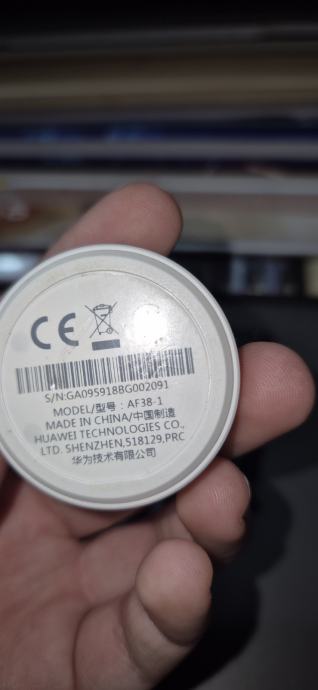 CE
S/N:GA09S918BG002091
MODEL/型号: AF38-1
MADE IN CHINA/中国制造
HUAWEI TECHNOLOGIES CO.,
LTD. SHENZHEN,518129,PRC
华为技术有限公司